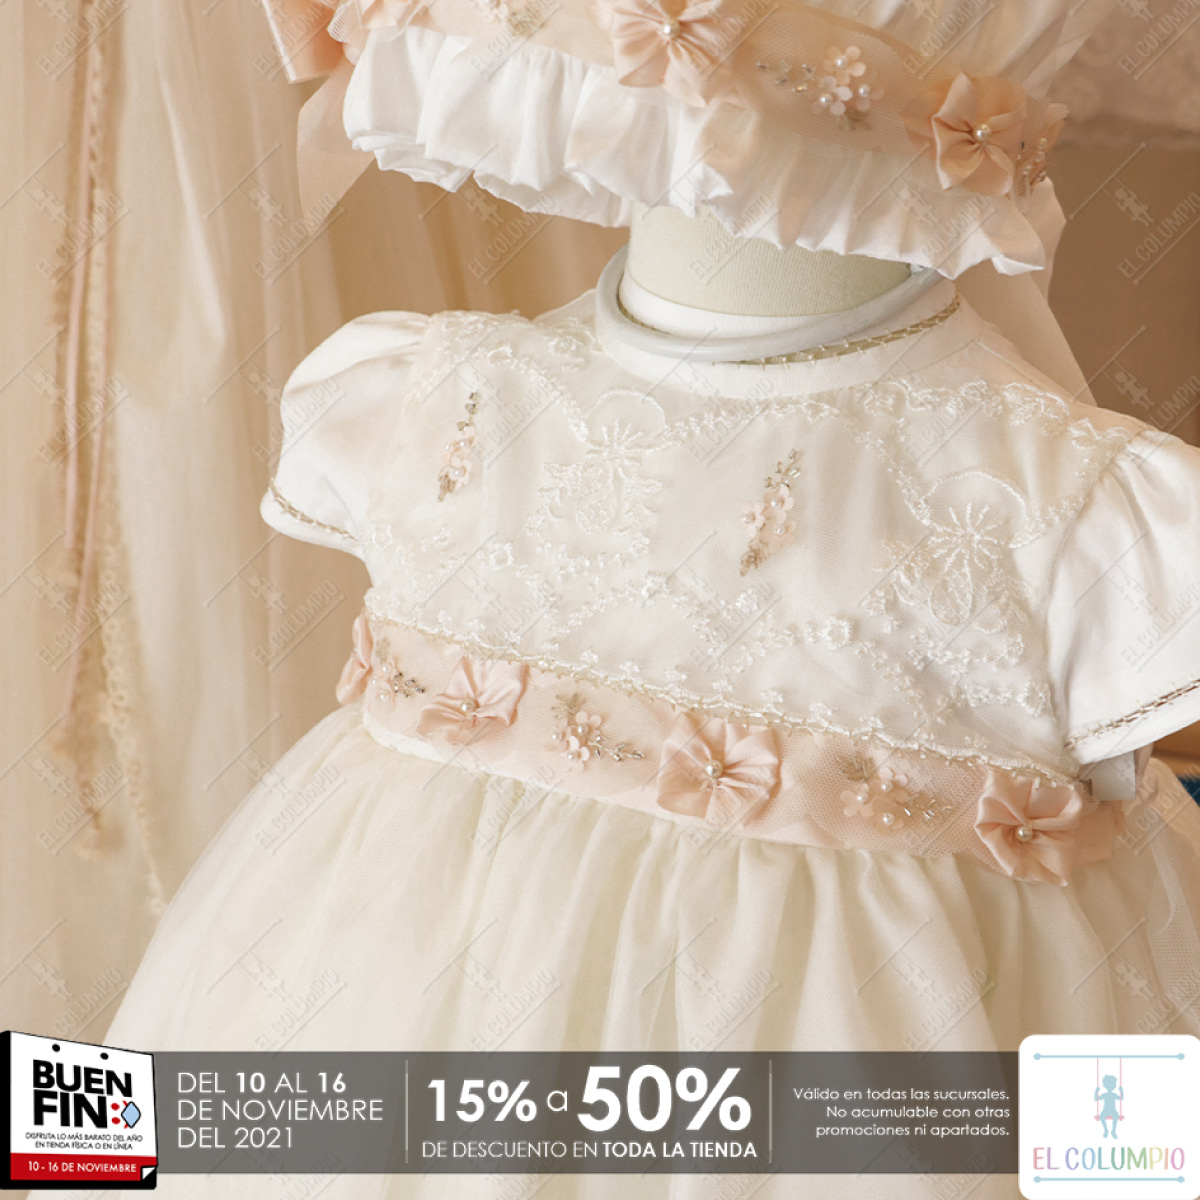 BUEN
FIN
DISFRUTA LO MÁS BARATO DEL AÑO
EN TIENDA FÍSICA O EN LÍNEA
10 - 16 DE NOVIEMBRE
DEL 10 AL 16
DE NOVIEMBRE
DEL 2021
15% a 50%
DE DESCUENTO EN TODA LA TIENDA
Válido en todas las sucursales.
No acumulable con otras
promociones ni apartados.
EL COLUMPIO